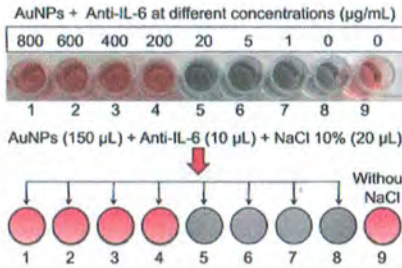 AuNPs + Anti-IL-6 at different concentrations (µg/mL)
800 600 400 200 20 5 1 0 0
1 2 3 4 5 6 7 8 9
AuNPs (150 µL) + Anti-IL-6 (10 µL) + NaCl 10% (20 µL)
Without
NaCl
1 2 3 4 5 6 7 8 9